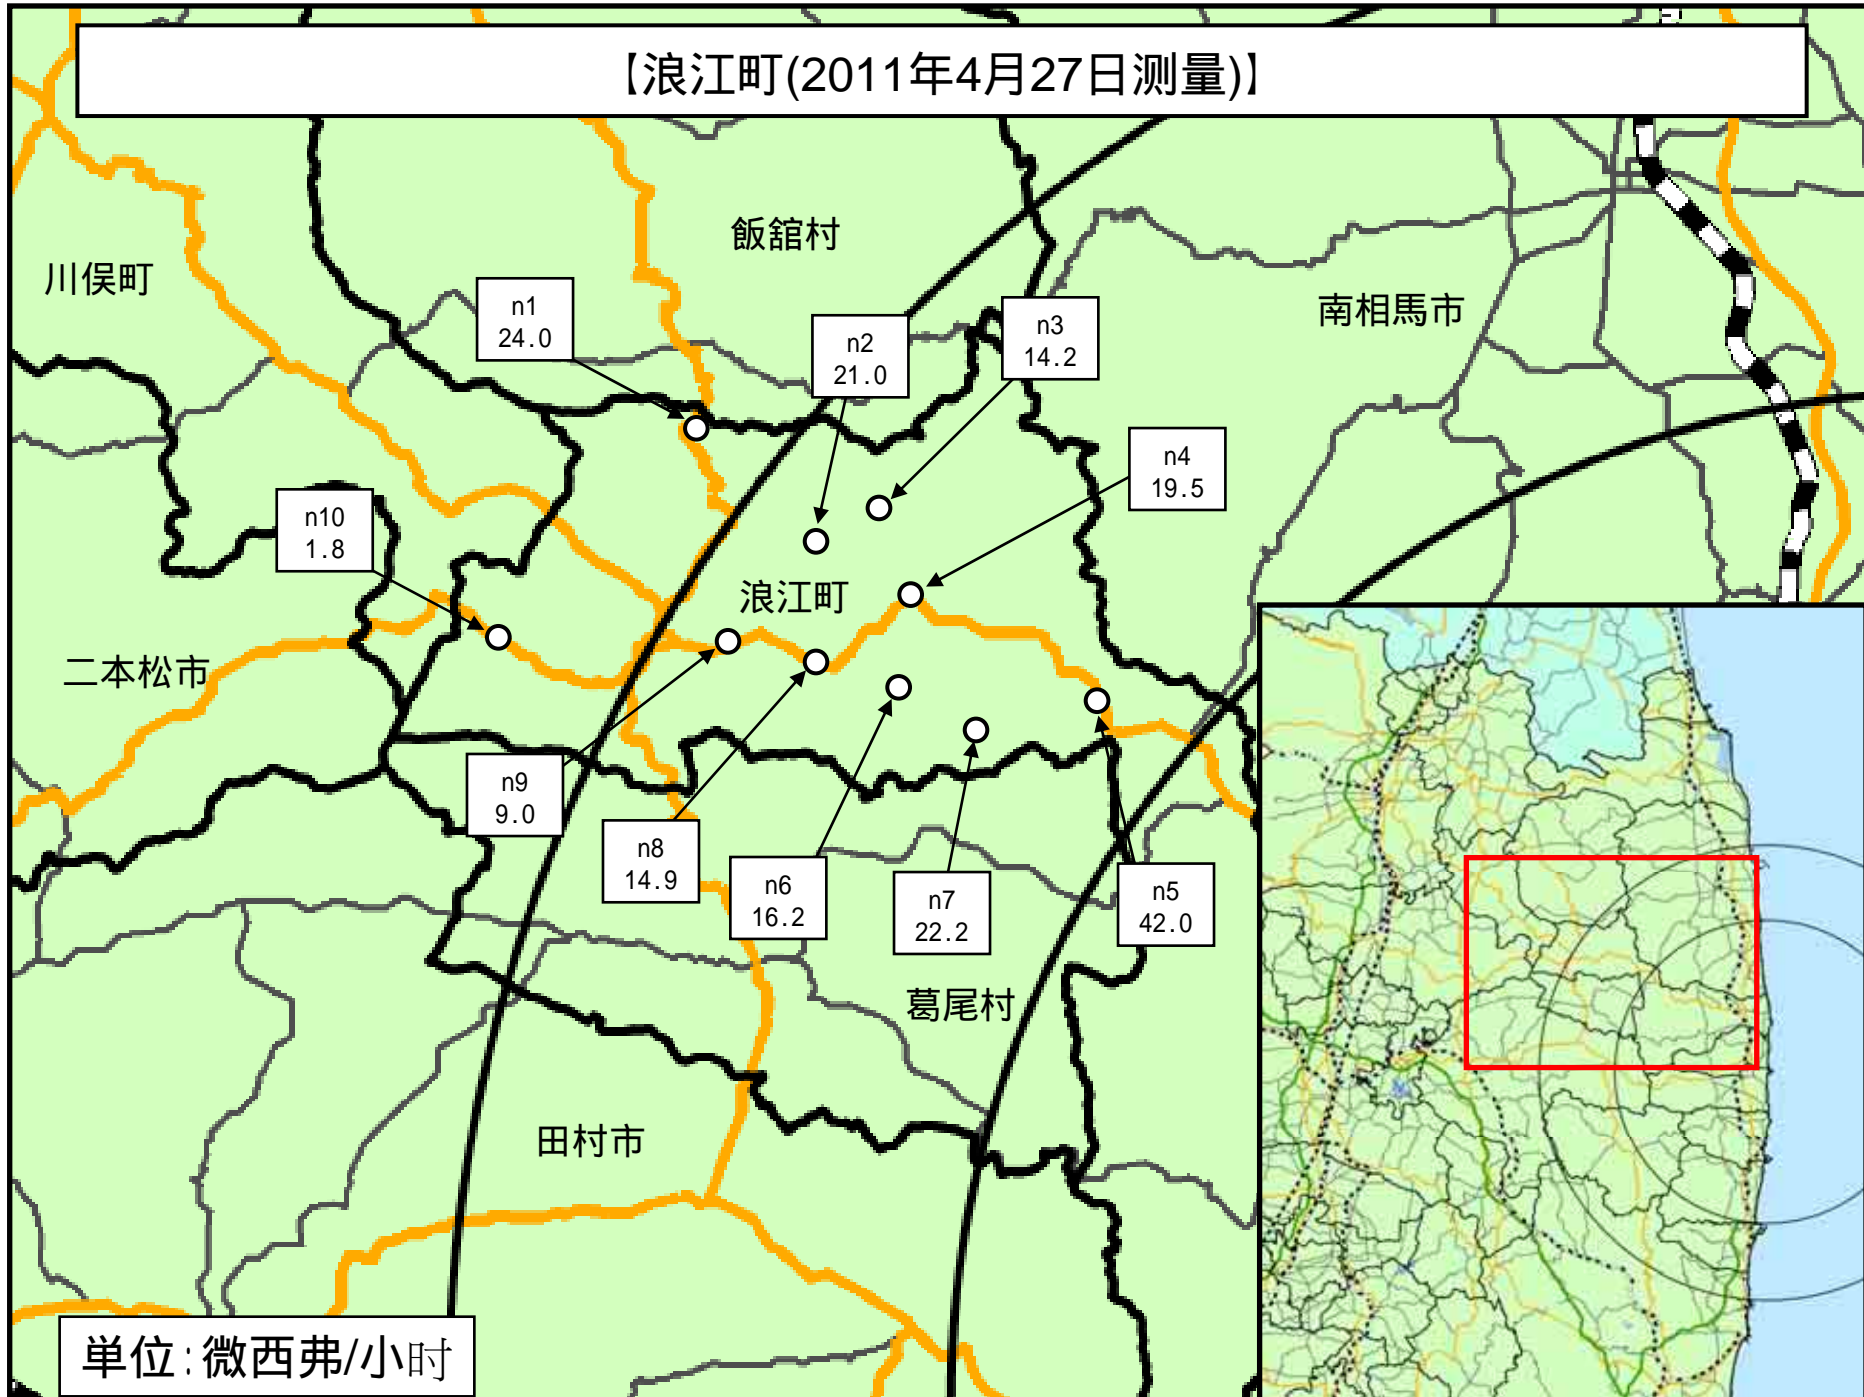 【浪江町(2011年4月27日测量)】
飯舘村
川俣町
南相馬市
n1
24.0
n2
21.0
n3
14.2
n4
19.5
n10
1.8
浪江町
二本松市
n9
9.0
n8
14.9
n6
16.2
n7
22.2
n5
42.0
葛尾村
田村市
単位:微西弗/小时